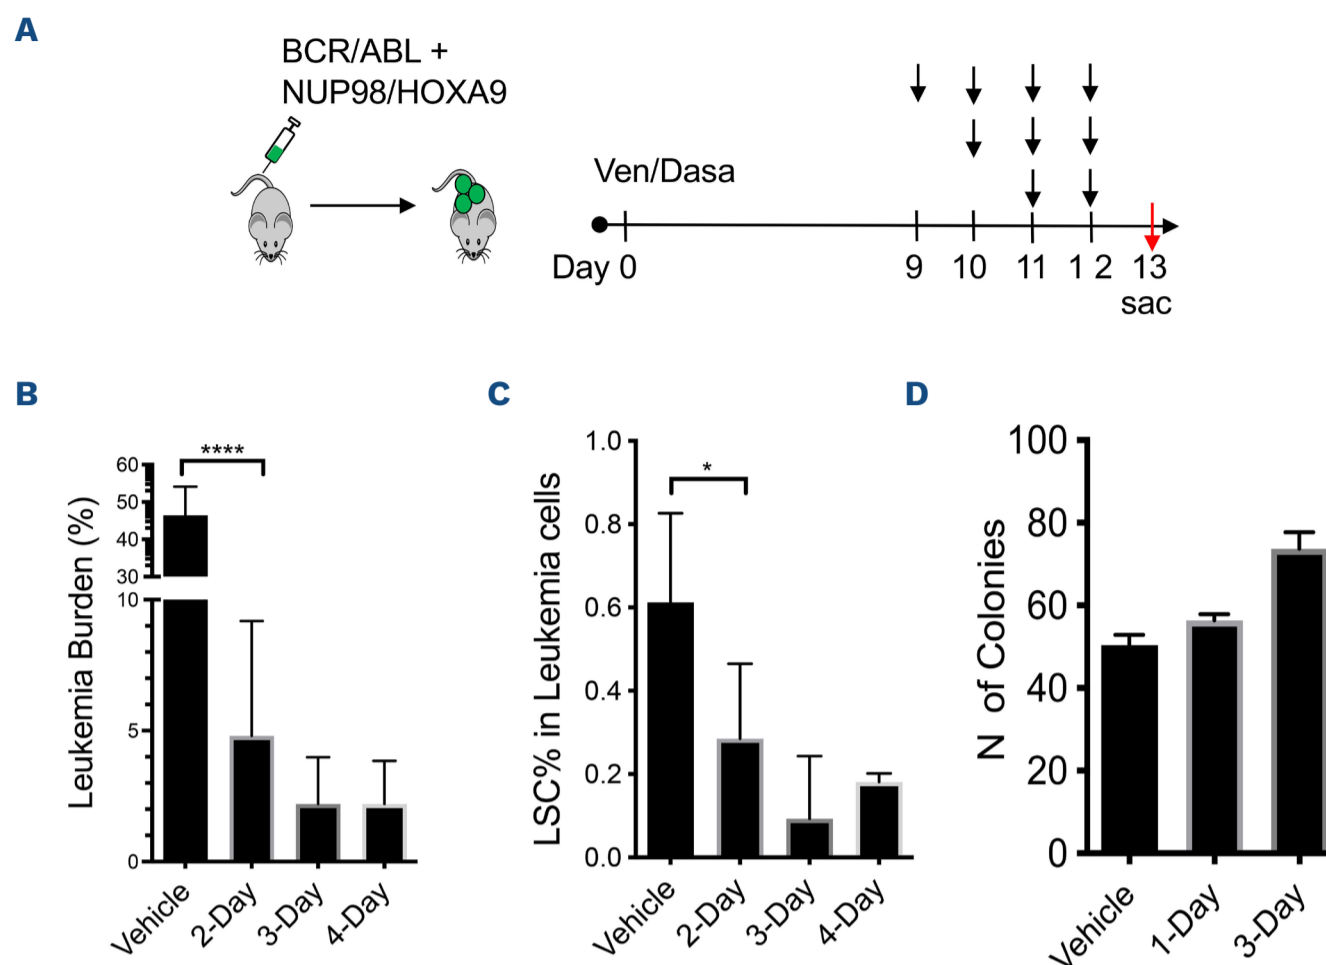 A
BCR/ABL +
NUP98/HOXA9
Ven/Dasa
Day 0 9 10 11 1 2 13
sac
B
Leukemia Burden (%)
60
50
40
30
10
5
0
****
Vehicle
2-Day
3-Day
4-Day
C
LSC% in Leukemia cells
1.0
0.8
0.6
0.4
0.2
0.0
*
Vehicle
2-Day
3-Day
4-Day
D
N of Colonies
100
80
60
40
20
0
Vehicle
1-Day
3-Day